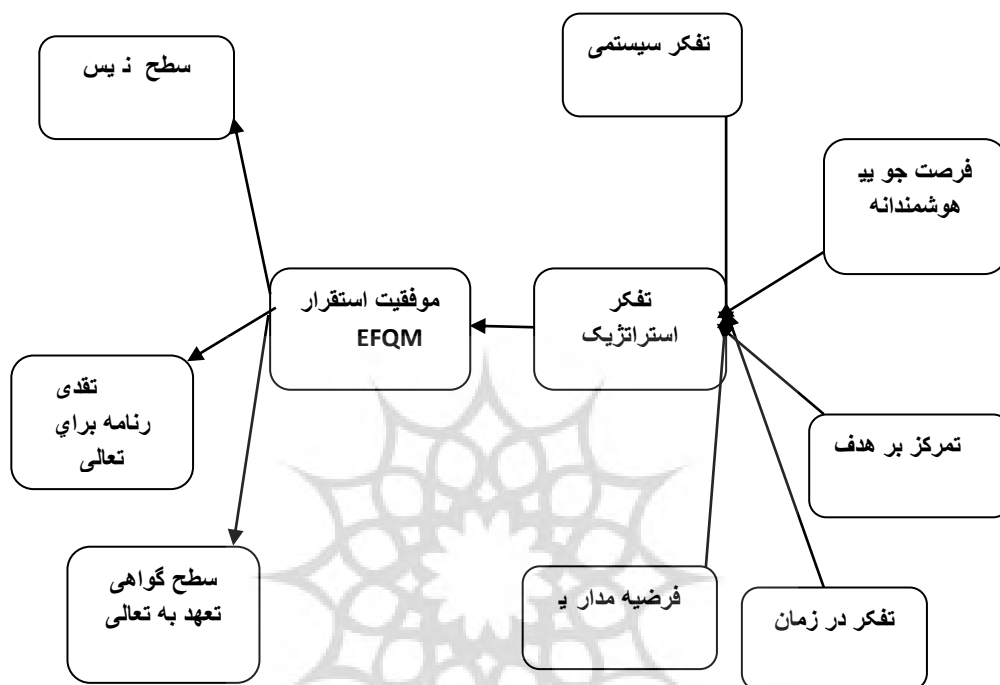 تفکر سیستمی
سطح ن یس
فرصت جو یی
هوشمندانه
تفکر
استراتژیک
موفقیت استقرار
EFQM
تقدی
رنامه براي
تعالی
تمرکز بر هدف
سطح گواهی
تعهد به تعالی
فرضیه مدار ی
تفکر در زمان